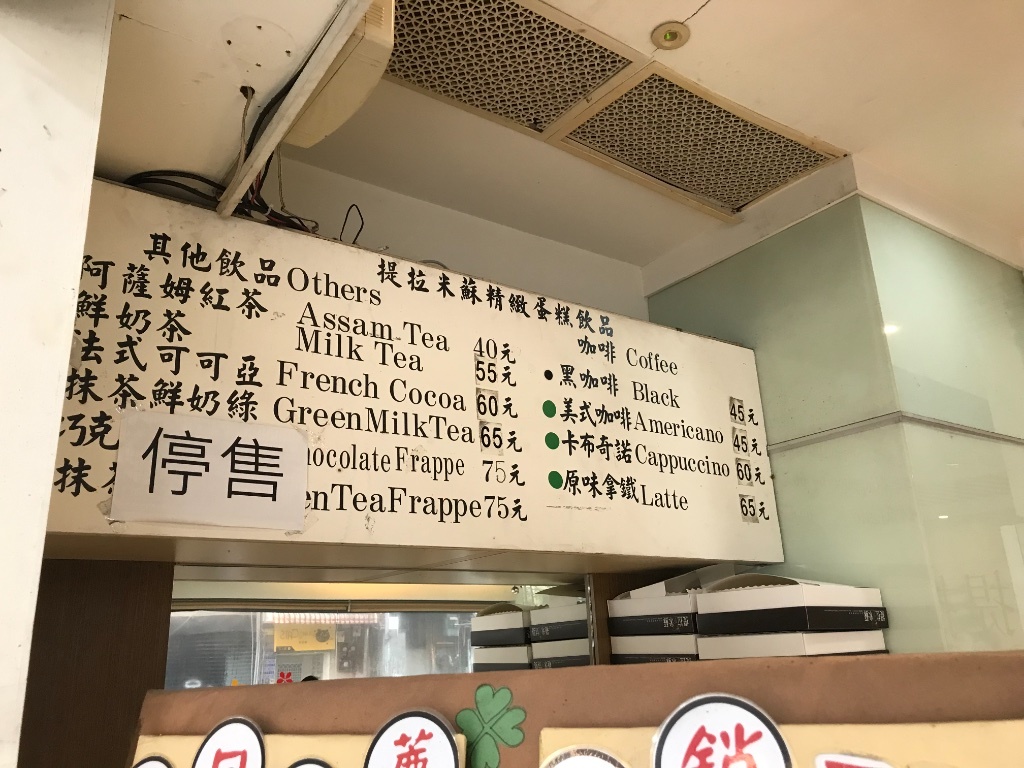 提拉米蘇精緻蛋糕飲品
其他飲品 Others
阿薩姆紅茶 Assam Tea 40元
鮮奶茶 Milk Tea 55元
法式可可亞 French Cocoa 60元
抹茶鮮奶綠 GreenMilkTea 65元
巧克 hocolate Frappe 75元
抹茶 enTeaFrappe 75元
停售
咖啡 Coffee
黑咖啡 Black 45元
美式咖啡 Americano 45元
卡布奇諾 Cappuccino 60元
原味拿鐵 Latte 65元